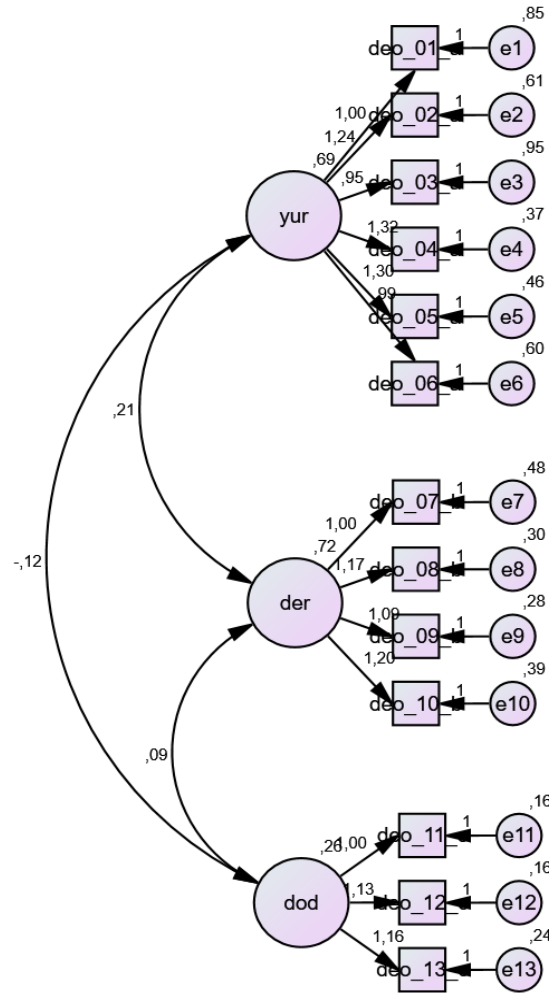 ,85
deo_01 1 e1
,61
1,00 deo_02 1 e2
1,24
,69
,95
,95 deo_03 1 e3
yur
,37
1,32 deo_04 1 e4
1,30
,46
,99 deo_05 1 e5
,60
deo_06 1 e6
,21
,48
deo_07 1 e7
1,00
,72
,30
1,17 deo_08 1 e8
-,12
der
,28
1,09 deo_09 1 e9
1,20
,39
deo_10 1 e10
,09
,16
,26 1,00 deo_11 1 e11
,16
dod 1,13 deo_12 1 e12
,24
1,16 deo_13 1 e13